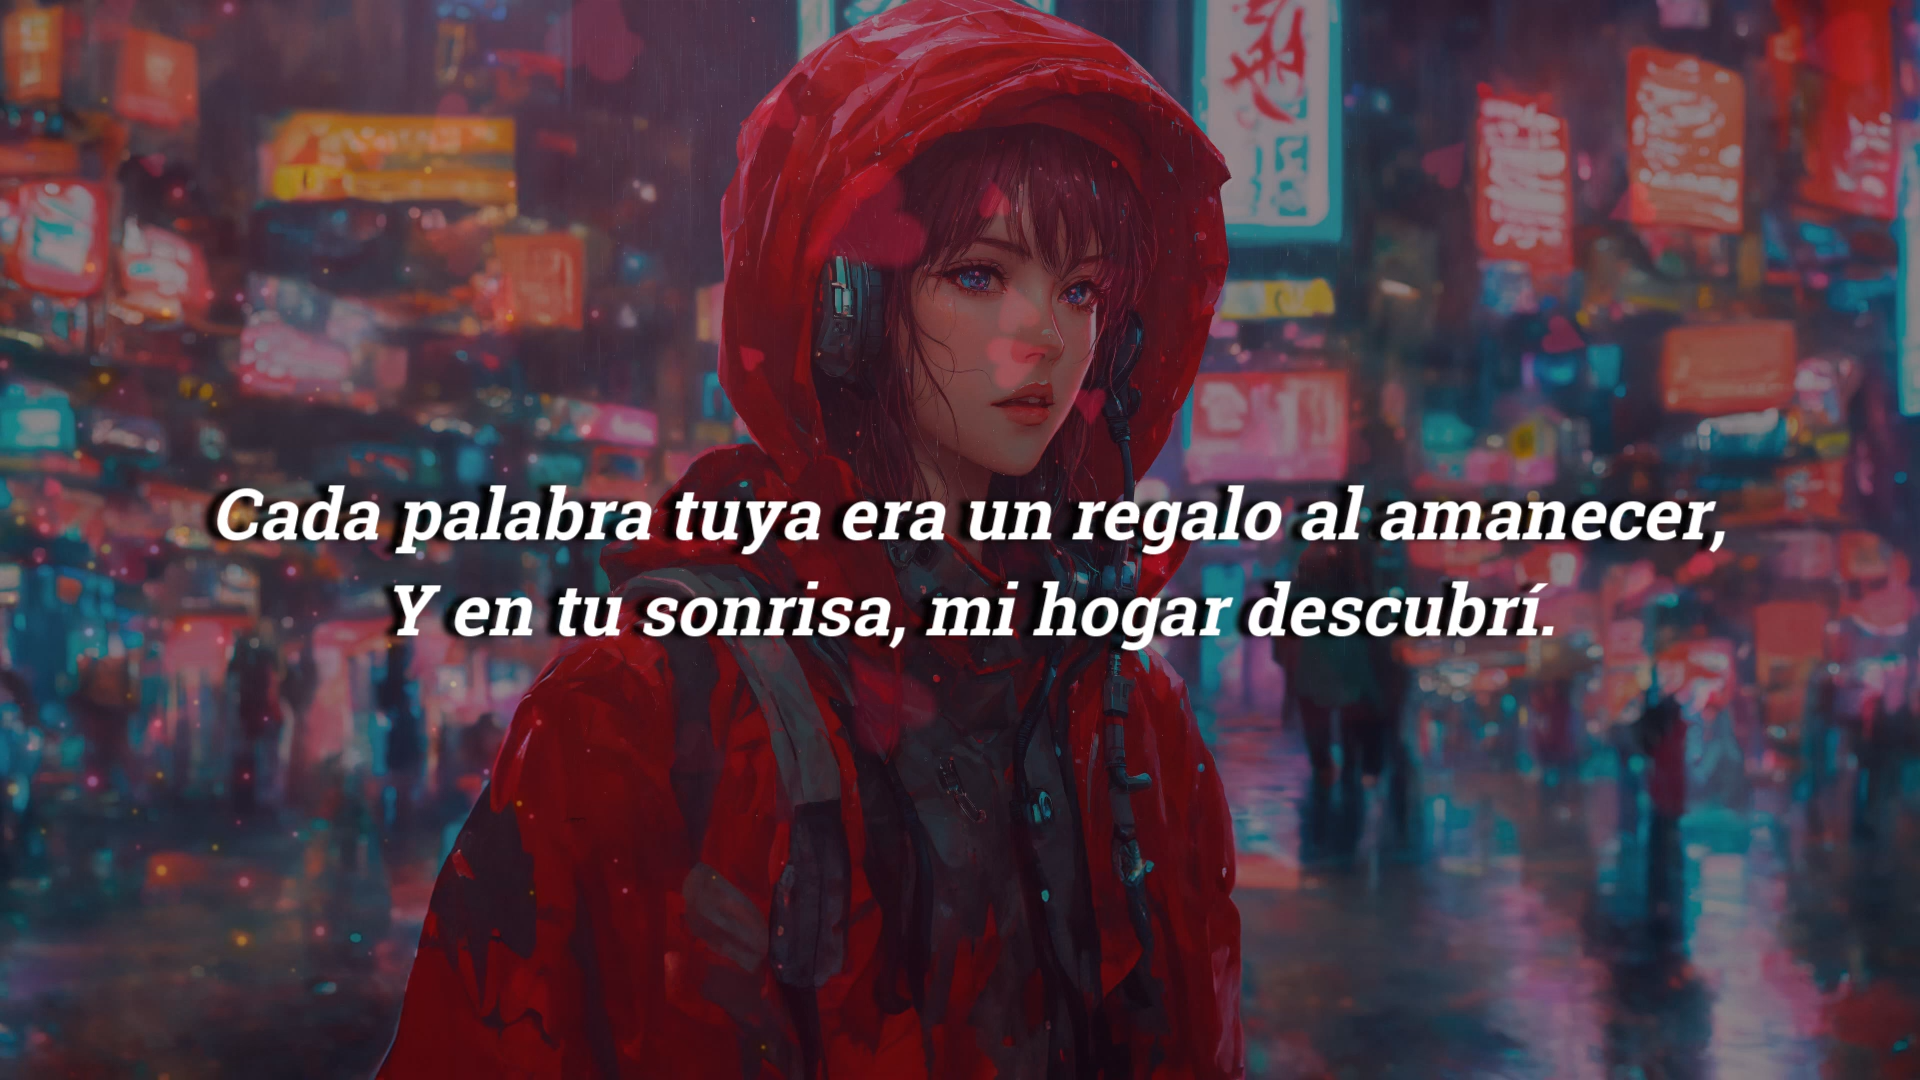 Cada palabra tuya era un regalo al amanecer,
Y en tu sonrisa, mi hogar descubrí.